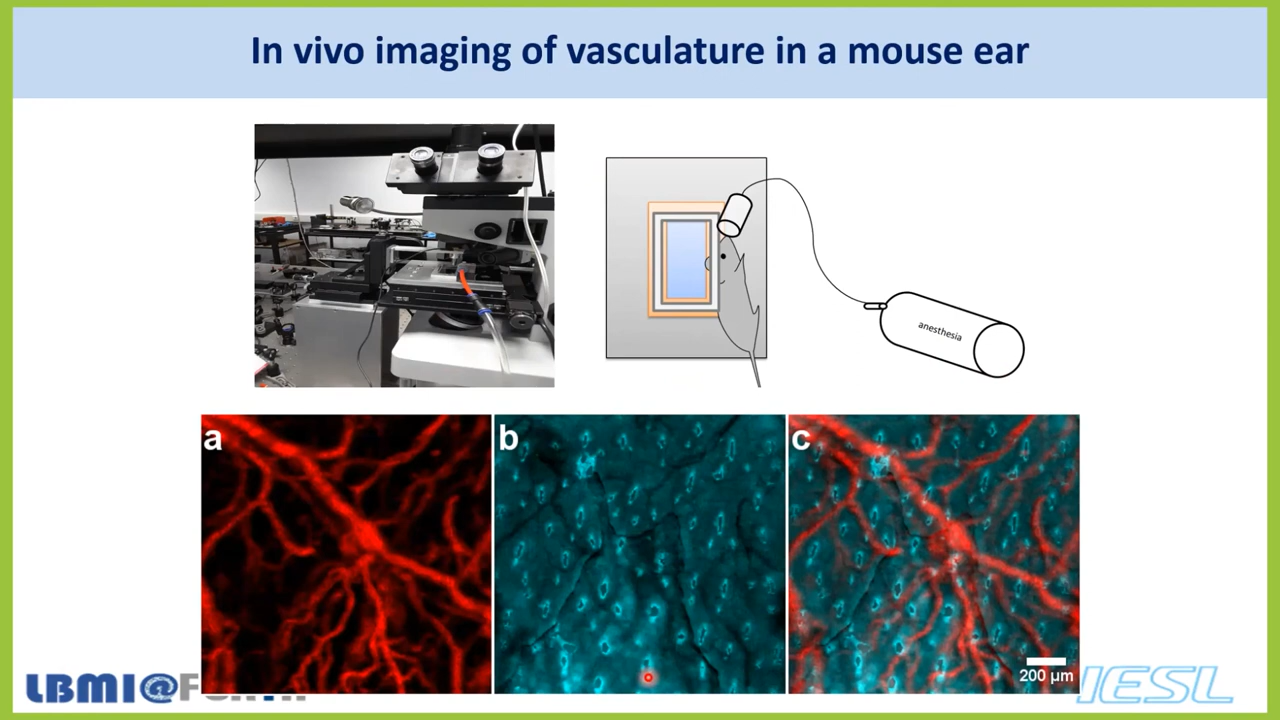 In vivo imaging of vasculature in a mouse ear
anesthesia
a
b
c
200 µm
LBMI@F
IESL